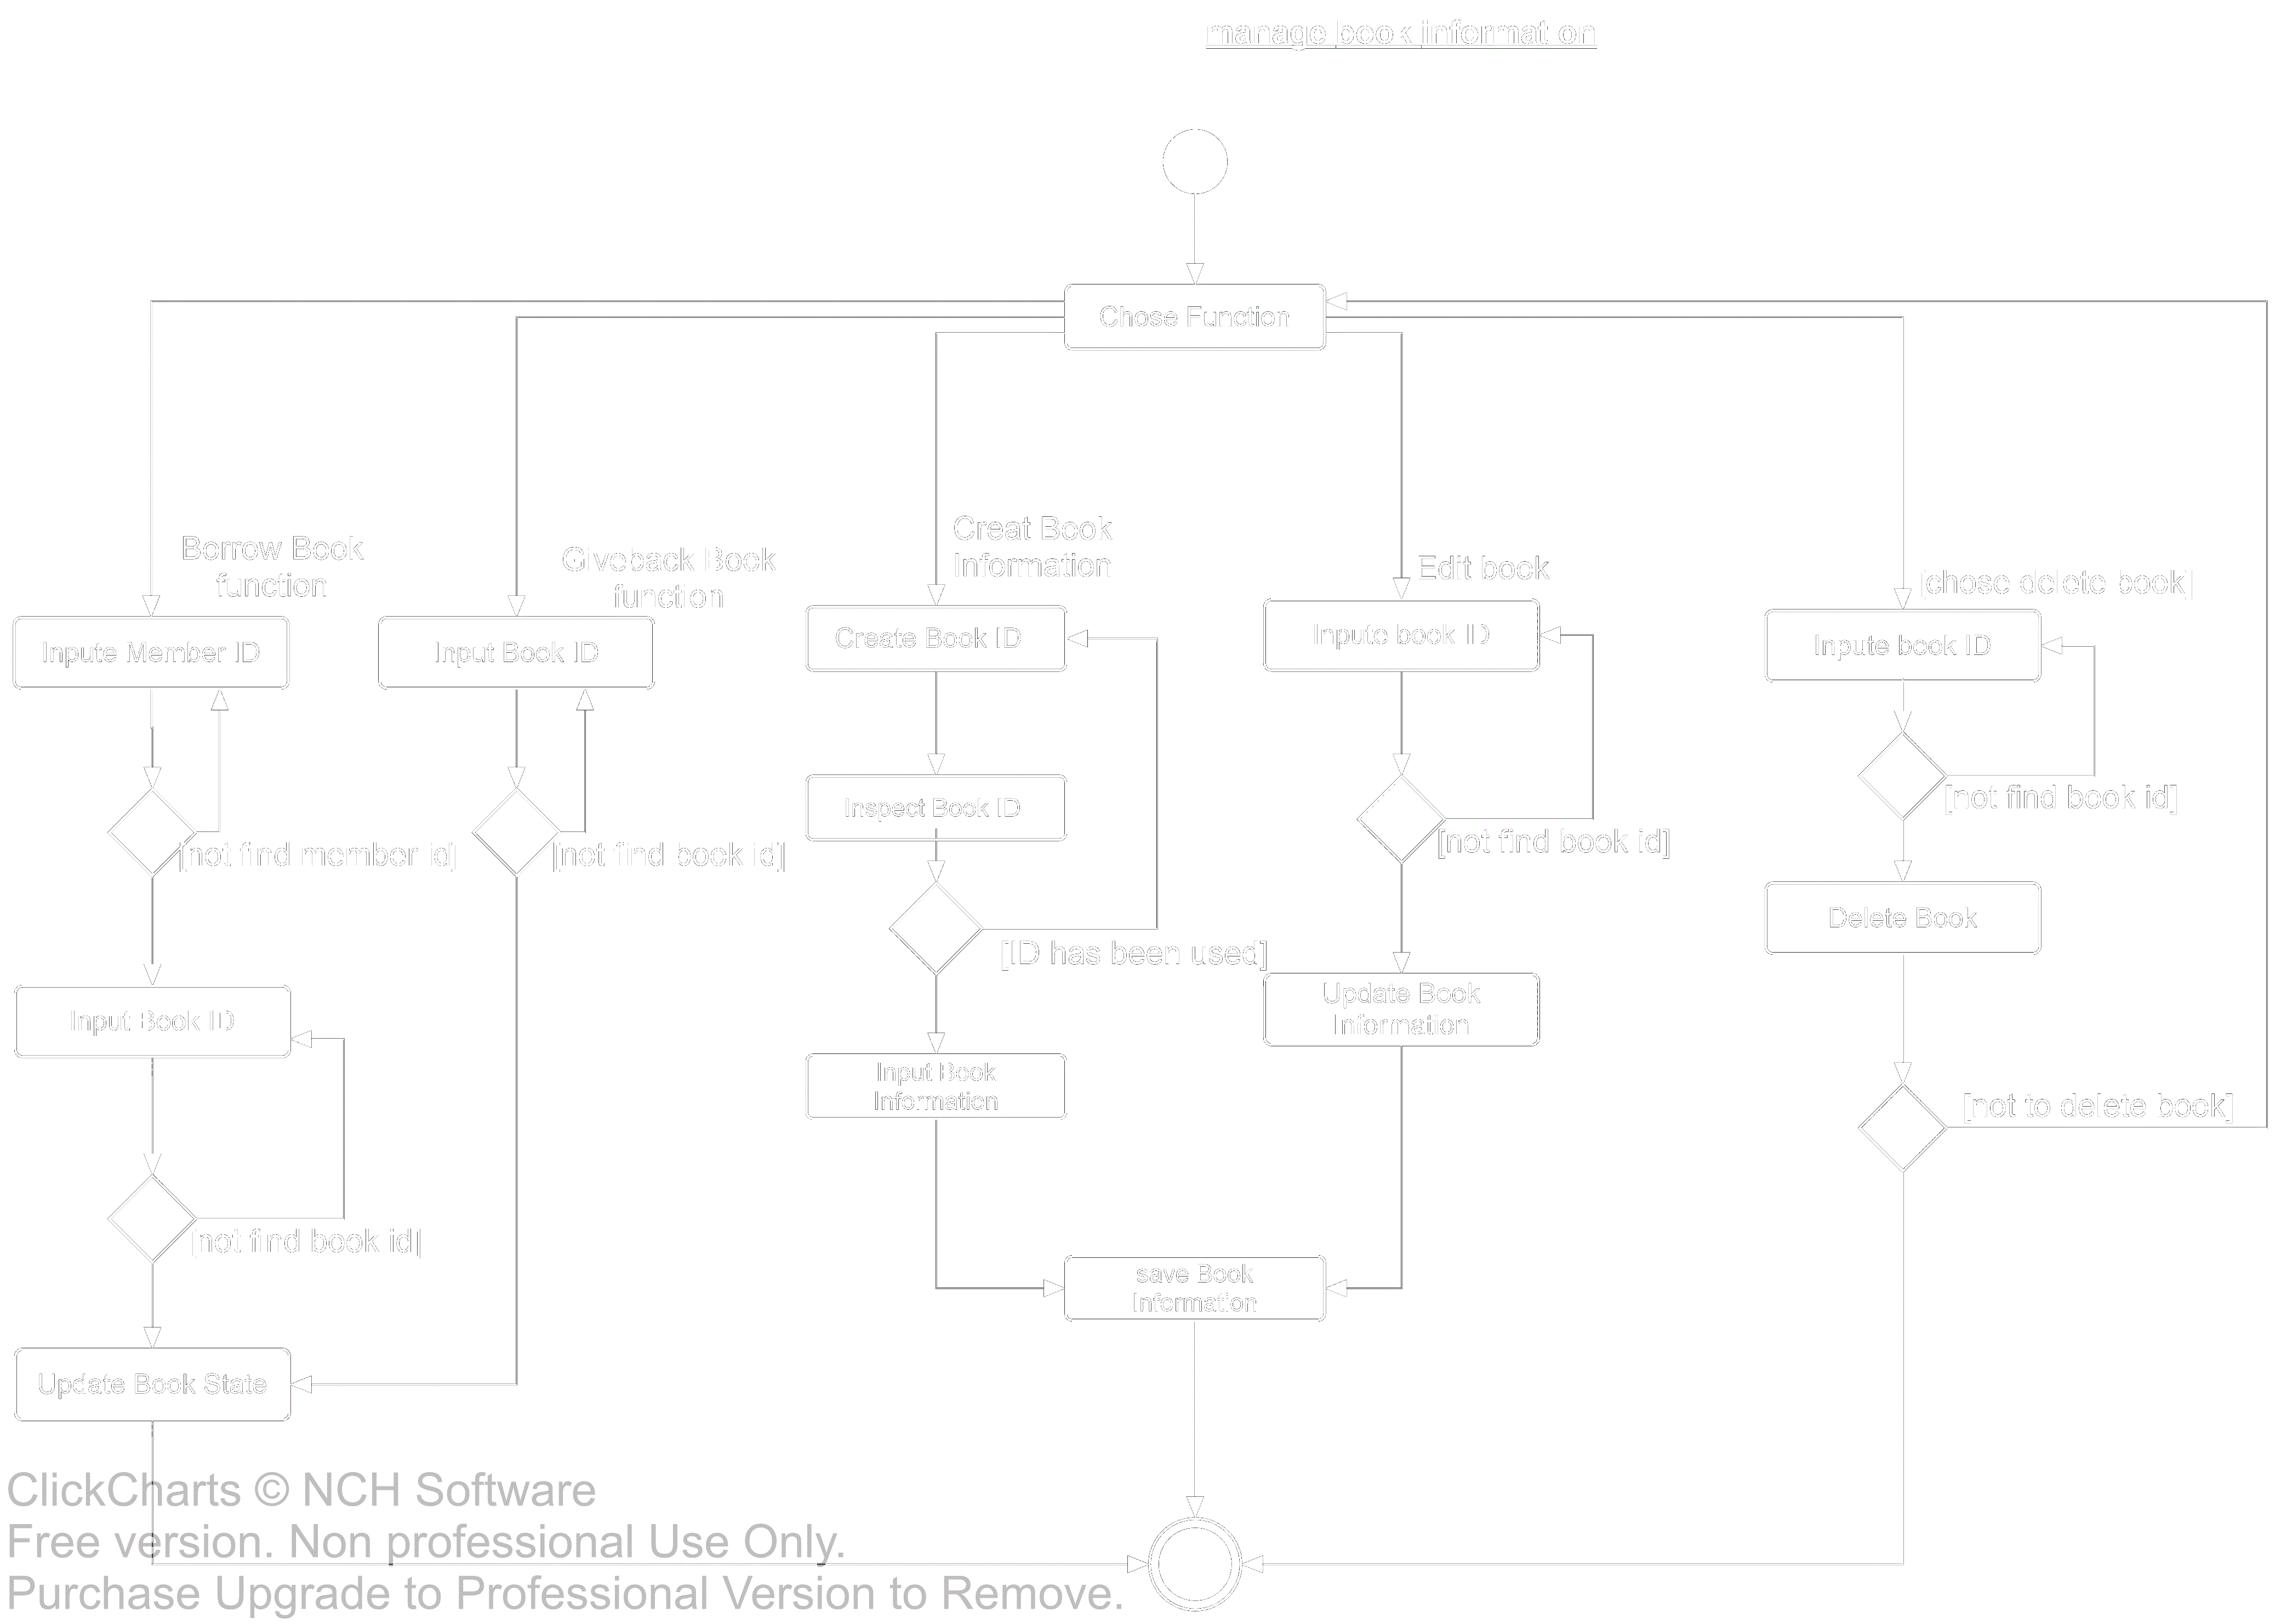 manage book information
Chose Function
Borrow Book
function
Giveback Book
function
Creat Book
Information
Edit book
[chose delete book]
Inpute Member ID
Input Book ID
Create Book ID
Inpute book ID
Inpute book ID
[not find member id]
[not find book id]
Inspect Book ID
[not find book id]
[not find book id]
[ID has been used]
Delete Book
Input Book ID
Update Book
Information
Input Book
Information
[not to delete book]
[not find book id]
save Book
Information
Update Book State
ClickCharts © NCH Software
Free version. Non professional Use Only.
Purchase Upgrade to Professional Version to Remove.